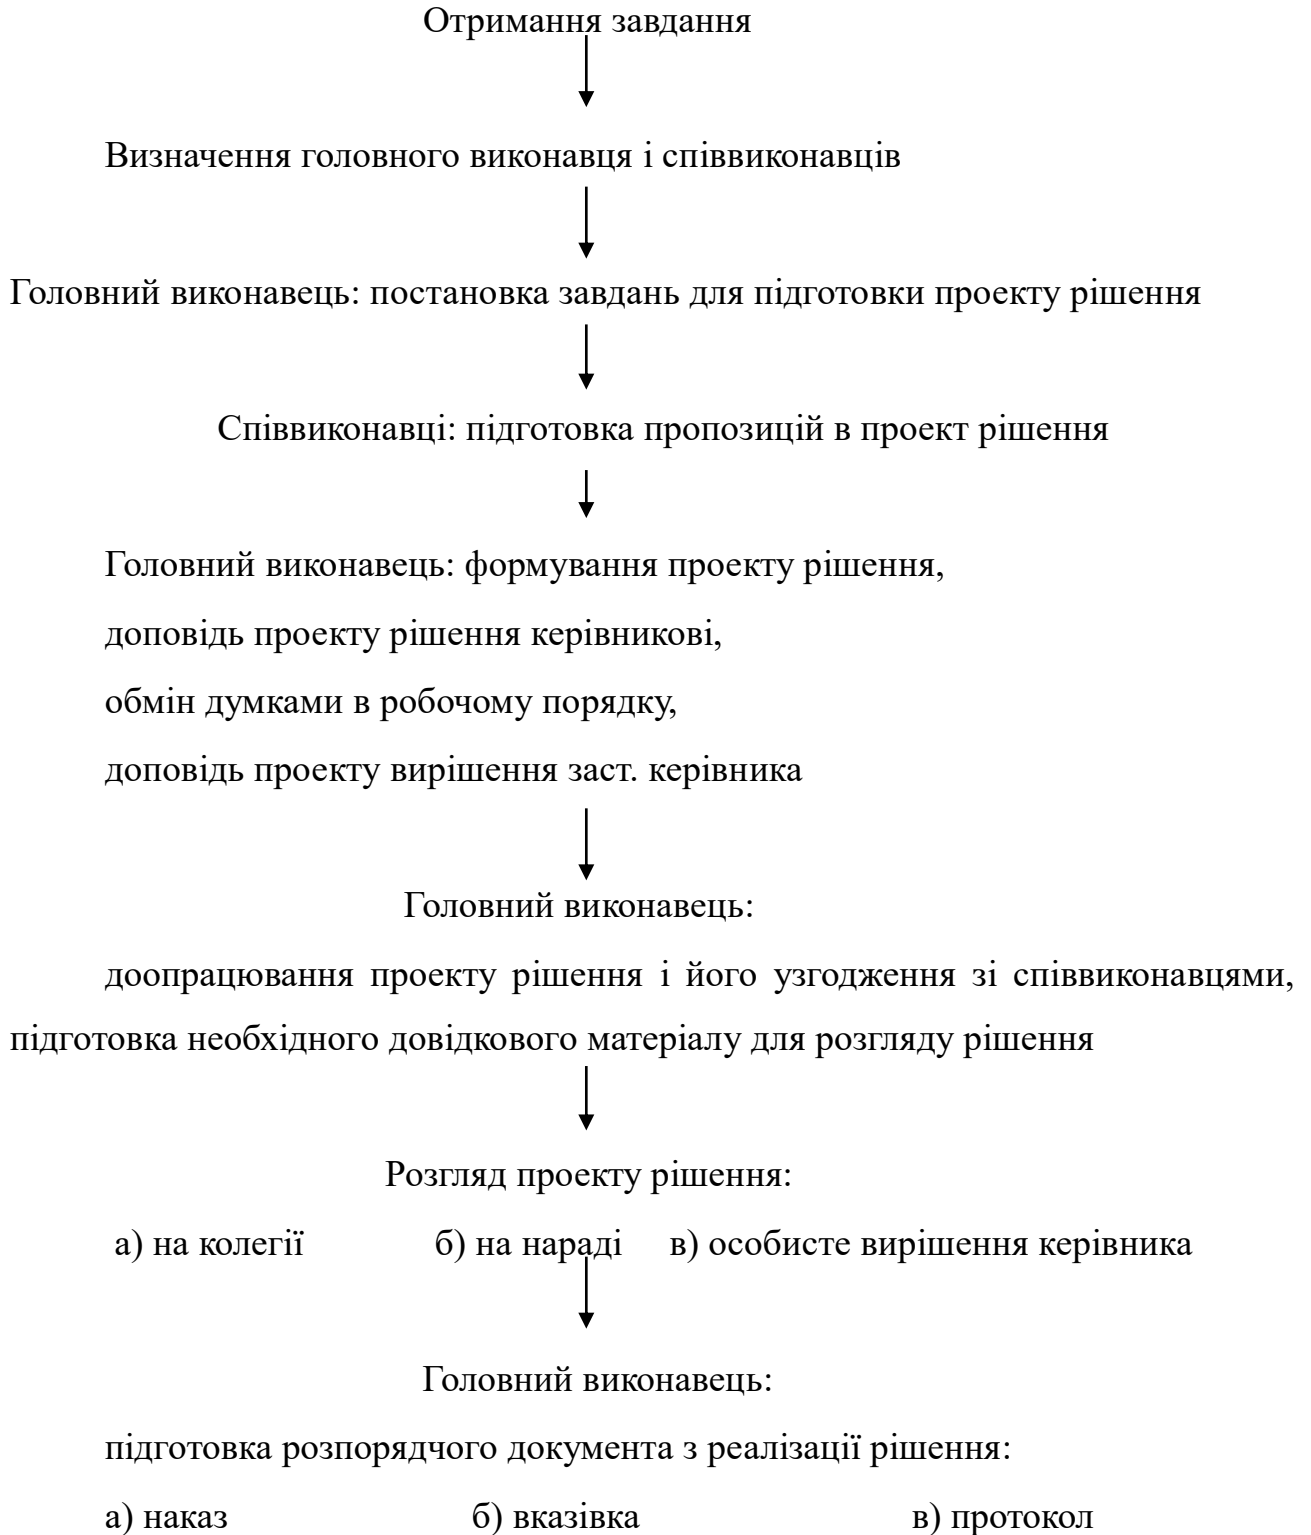 Отримання завдання
Визначення головного виконавця і співвиконавців
Головний виконавець: постановка завдань для підготовки проекту рішення
Співвиконавці: підготовка пропозицій в проект рішення
Головний виконавець: формування проекту рішення,
доповідь проекту рішення керівникові,
обмін думками в робочому порядку,
доповідь проекту вирішення заст. керівника
Головний виконавець:
доопрацювання проекту рішення і його узгодження зі співвиконавцями,
підготовка необхідного довідкового матеріалу для розгляду рішення
Розгляд проекту рішення:
а) на колегії б) на нараді в) особисте вирішення керівника
Головний виконавець:
підготовка розпорядчого документа з реалізації рішення:
а) наказ б) вказівка в) протокол